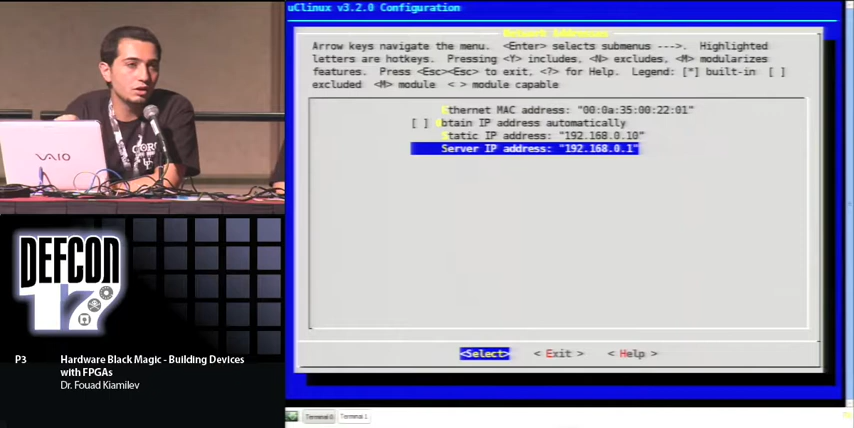 uClinux v3.2.0 Configuration
Network Addresses
Arrow keys navigate the menu. <Enter> selects submenus --->. Highlighted
letters are hotkeys. Pressing <Y> includes, <N> excludes, <M> modularizes
features. Press <Esc><Esc> to exit, <?> for Help. Legend: [*] built-in [ ]
excluded <M> module < > module capable
Ethernet MAC address: "00:0a:35:00:22:01"
[ ] Obtain IP address automatically
Static IP address: "192.168.0.10"
Server IP address: "192.168.0.1"
<Select> < Exit > < Help >
Terminal 0 Terminal 1
VAIO
DEFCON
17
P3 Hardware Black Magic - Building Devices
with FPGAs
Dr. Fouad Kiamilev